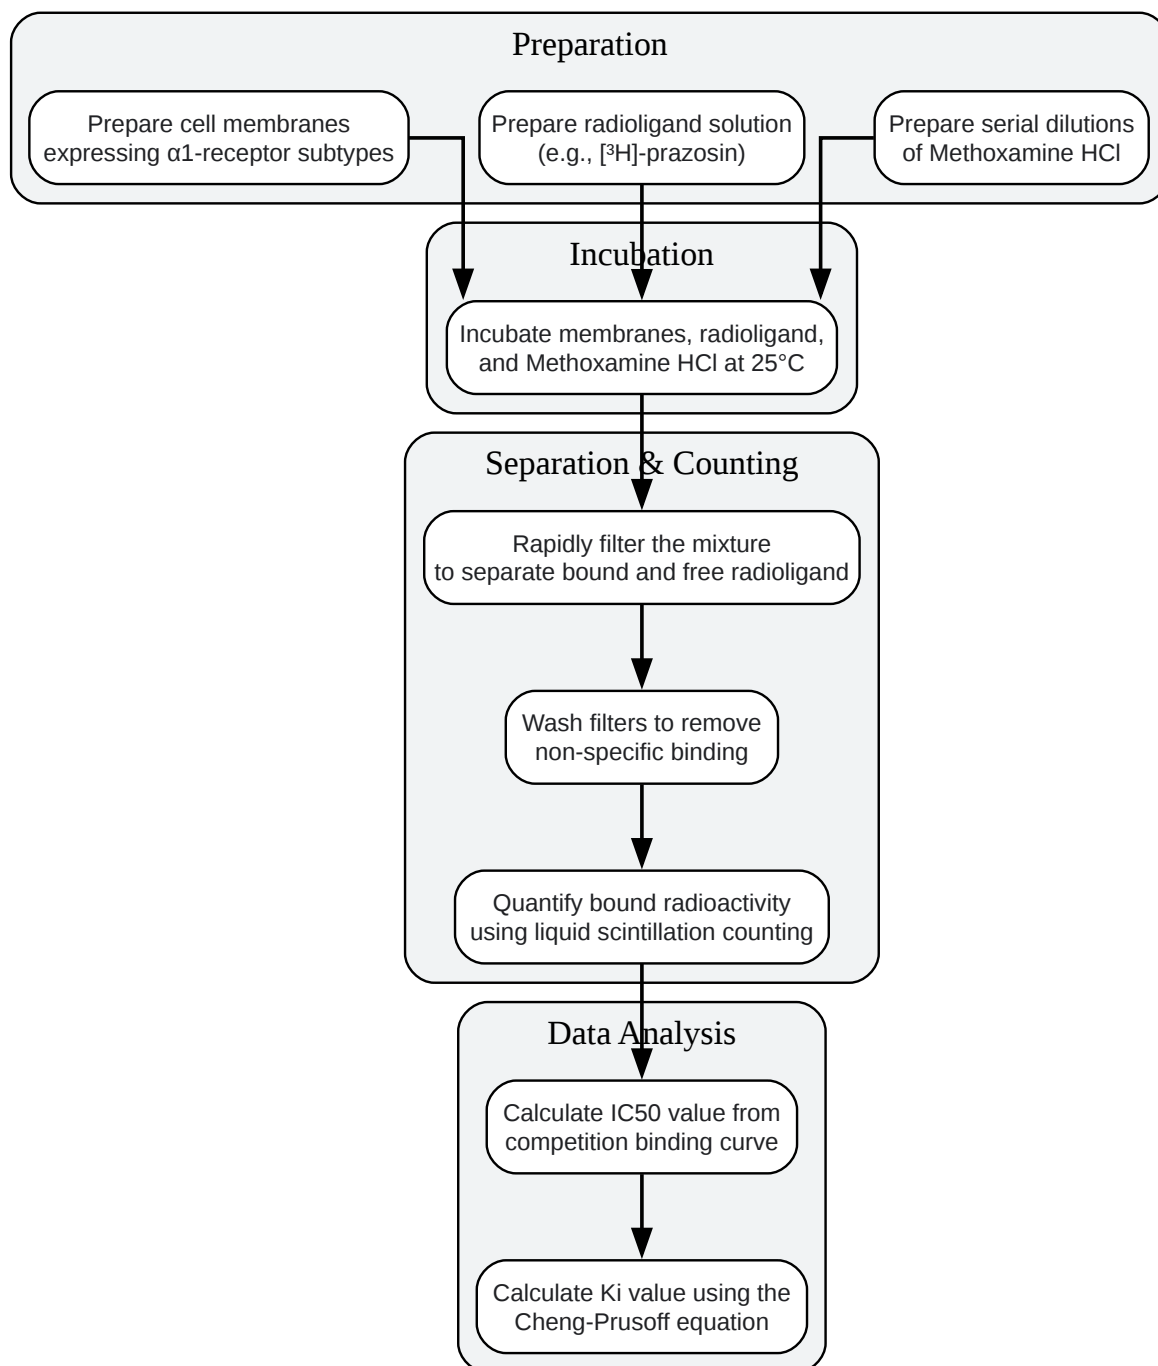 Preparation
Prepare cell membranes
expressing α1-receptor subtypes
Prepare radioligand solution
(e.g., [³H]-prazosin)
Prepare serial dilutions
of Methoxamine HCl
Incubation
Incubate membranes, radioligand,
and Methoxamine HCl at 25°C
Separation & Counting
Rapidly filter the mixture
to separate bound and free radioligand
Wash filters to remove
non-specific binding
Quantify bound radioactivity
using liquid scintillation counting
Data Analysis
Calculate IC50 value from
competition binding curve
Calculate Ki value using the
Cheng-Prusoff equation